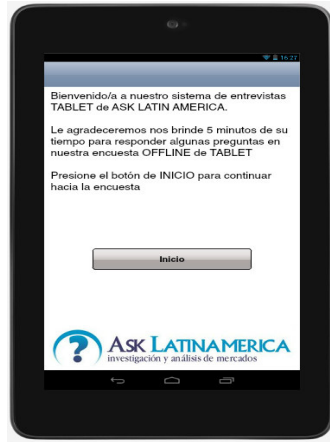 16:27
Bienvenido/a a nuestro sistema de entrevistas
TABLET de ASK LATIN AMERICA.
Le agradeceremos nos brinde 5 minutos de su
tiempo para responder algunas preguntas en
nuestra encuesta OFFLINE de TABLET
Presione el botón de INICIO para continuar
hacia la encuesta
Inicio
?
ASK LATINAMERICA
investigación y análisis de mercados